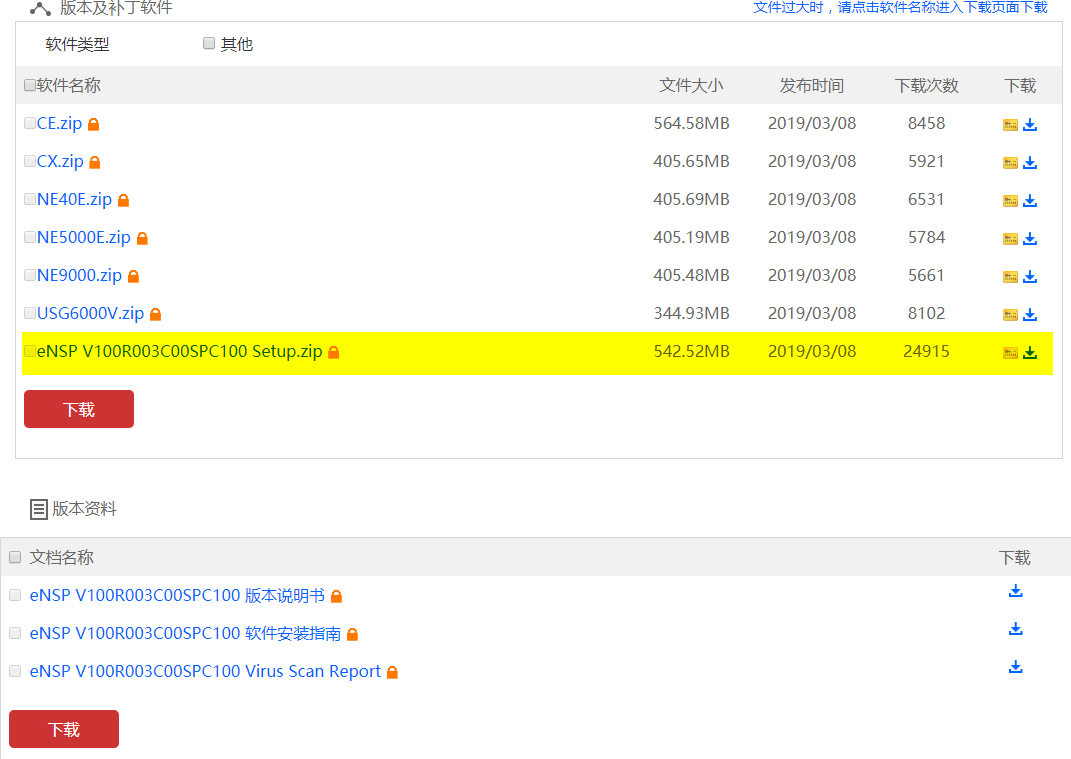 版本及补丁软件 文件过大时，请点击软件名称进入下载页面下载
软件类型 其他
软件名称 文件大小 发布时间 下载次数 下载
CE.zip 564.58MB 2019/03/08 8458
CX.zip 405.65MB 2019/03/08 5921
NE40E.zip 405.69MB 2019/03/08 6531
NE5000E.zip 405.19MB 2019/03/08 5784
NE9000.zip 405.48MB 2019/03/08 5661
USG6000V.zip 344.93MB 2019/03/08 8102
eNSP V100R003C00SPC100 Setup.zip 542.52MB 2019/03/08 24915
下载
版本资料
文档名称 下载
eNSP V100R003C00SPC100 版本说明书
eNSP V100R003C00SPC100 软件安装指南
eNSP V100R003C00SPC100 Virus Scan Report
下载